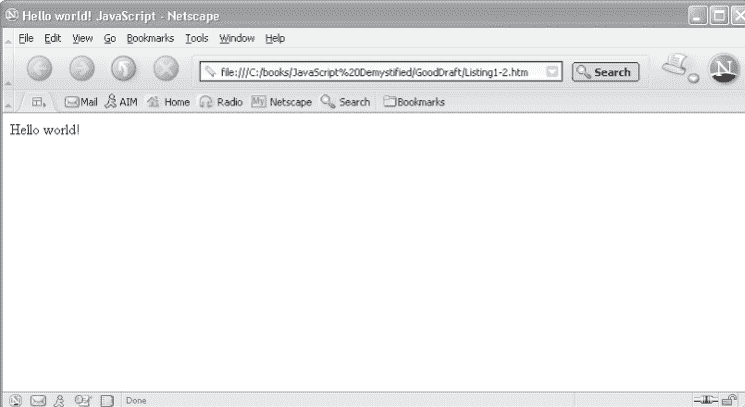 Hello world! JavaScript - Netscape
File Edit View Go Bookmarks Tools Window Help
file:///C:/books/JavaScript%20Demystified/GoodDraft/Listing1-2.htm Search
Mail AIM Home Radio My Netscape Search Bookmarks
Hello world!
Done